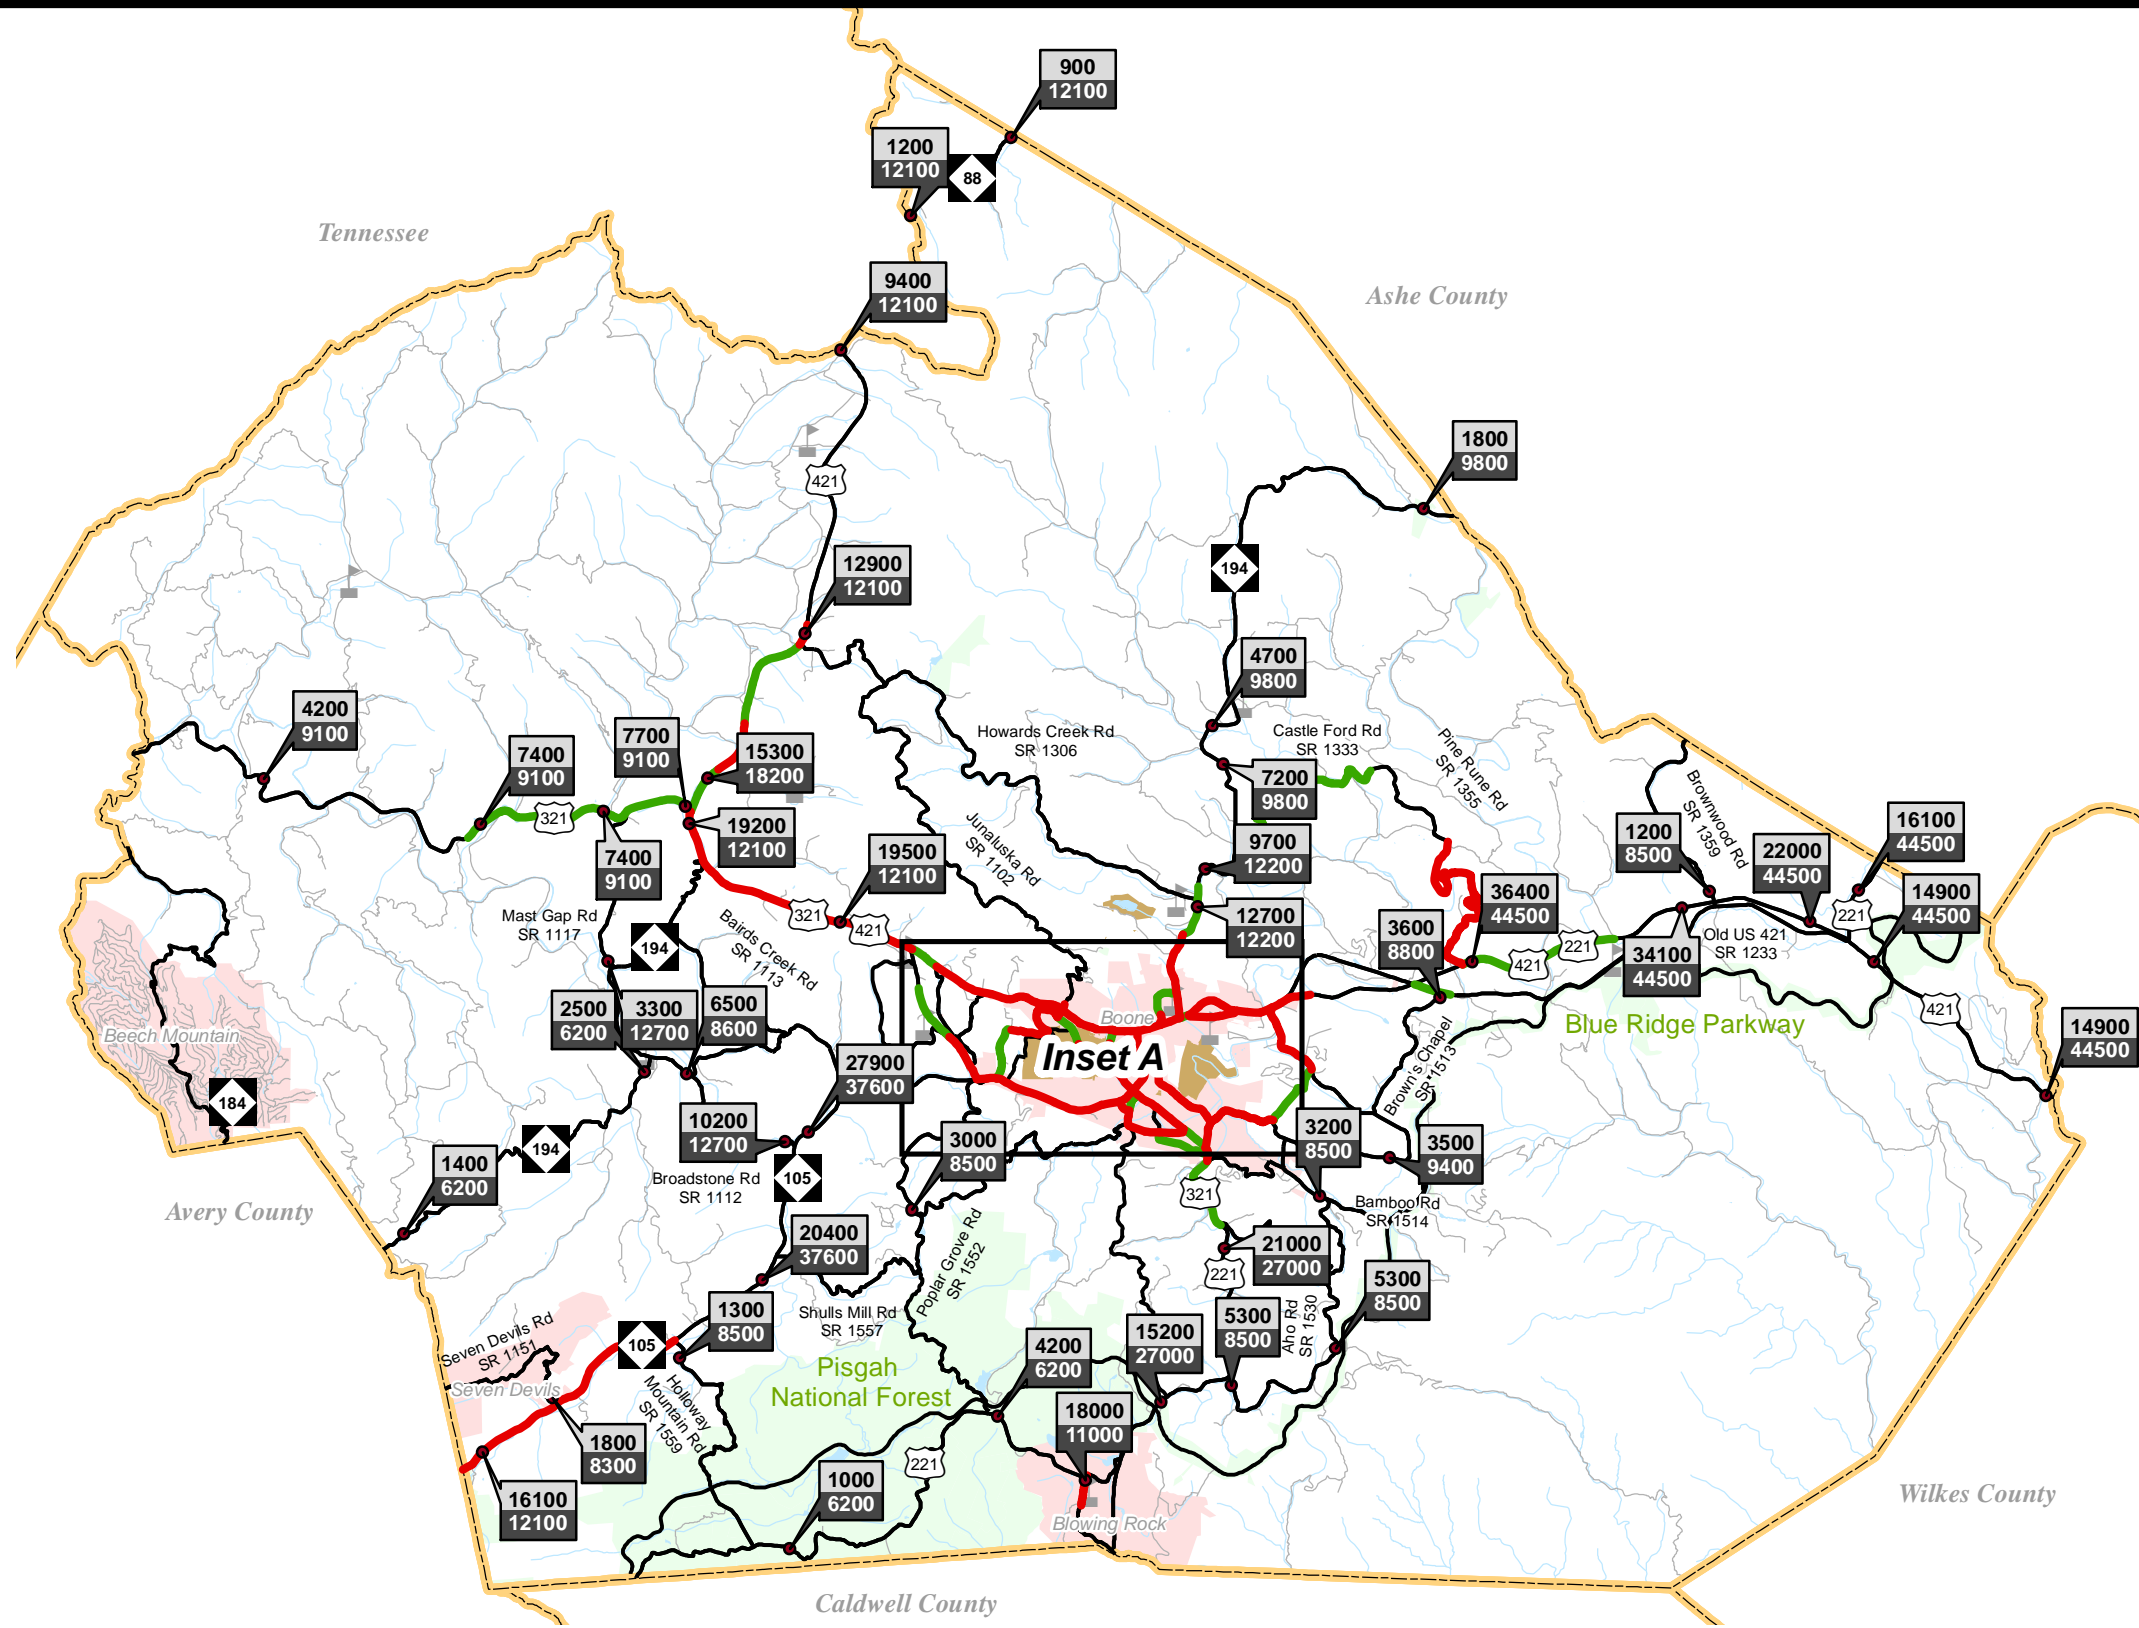 900
12100
1200
12100
88
Tennessee
9400
12100
Ashe County
1800
9800
421
194
12900
12100
4700
9800
4200
9100
7400
9100
321
7700
9100
15300
18200
Howards Creek Rd
SR 1306
Castle Ford Rd
SR 1333
Pine Rune Rd
SR 1355
7200
9800
19200
12100
7400
9100
19500
12100
Junaluska Rd
SR 1102
9700
12200
Brownwood Rd
SR 1359
1200
8500
22000
44500
16100
44500
36400
44500
14900
44500
221
12700
12200
3600
8800
Mast Gap Rd
SR 1117
321
421
194
Bairds Creek Rd
SR 1113
421
221
34100
44500
Old US 421
SR 1233
2500
6200
3300
12700
6500
8600
Boone
Blue Ridge Parkway
421
14900
44500
Beech Mountain
184
27900
37600
Inset A
Brown's Chapel
SR 1513
10200
12700
3000
8500
3200
8500
3500
9400
194
1400
6200
Broadstone Rd
SR 1112
105
321
Bamboo Rd
SR 1514
Avery County
20400
37600
Poplar Grove Rd
SR 1552
21000
27000
221
5300
8500
1300
8500
Shulls Mill Rd
SR 1557
15200
27000
5300
8500
Aho Rd
SR 1530
Seven Devils Rd
SR 1151
105
4200
6200
Seven Devils
Holloway
Mountain Rd
SR 1559
Pisgah
National Forest
18000
11000
1800
8300
221
1000
6200
16100
12100
Blowing Rock
Wilkes County
Caldwell County